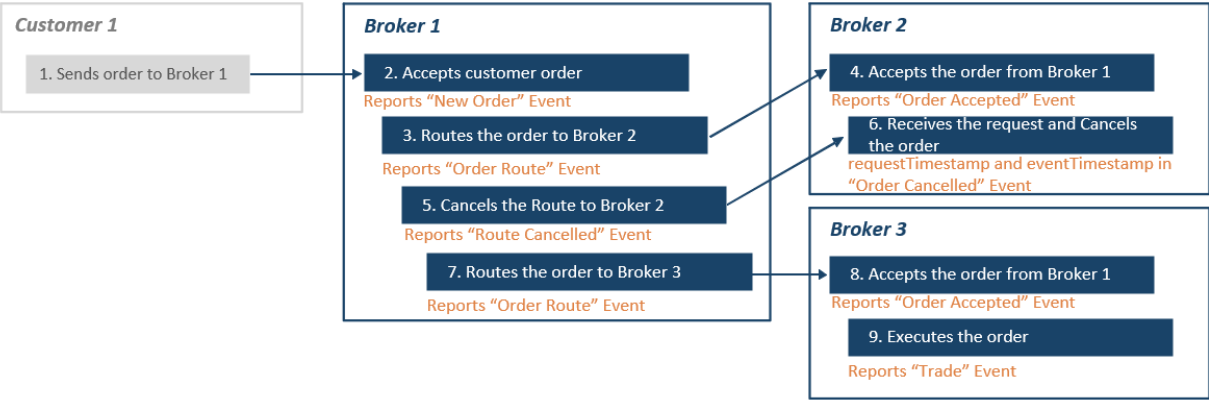 Customer 1
1. Sends order to Broker 1
Broker 1
2. Accepts customer order
Reports “New Order” Event
3. Routes the order to Broker 2
Reports “Order Route” Event
5. Cancels the Route to Broker 2
Reports “Route Cancelled” Event
7. Routes the order to Broker 3
Reports “Order Route” Event
Broker 2
4. Accepts the order from Broker 1
Reports “Order Accepted” Event
6. Receives the request and Cancels
the order
requestTimestamp and eventTimestamp in
“Order Cancelled” Event
Broker 3
8. Accepts the order from Broker 1
Reports “Order Accepted” Event
9. Executes the order
Reports “Trade” Event